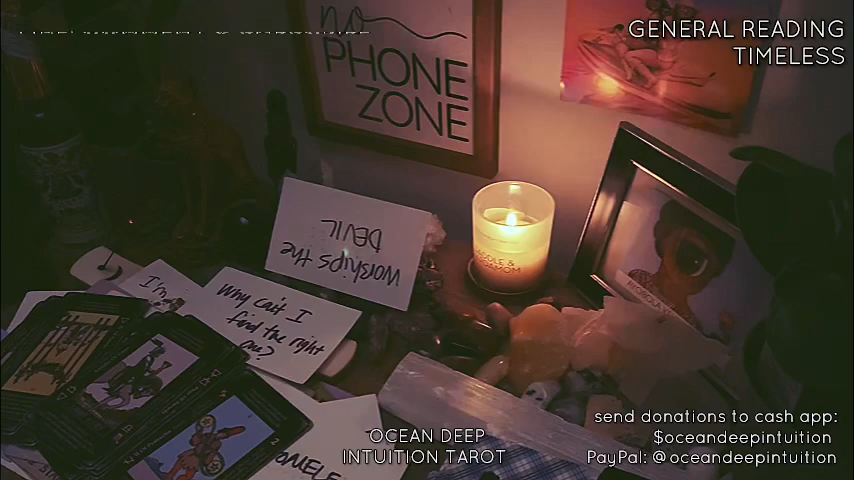 GENERAL READING
TIMELESS
no
PHONE
ZONE
Worships the
DEVIL
I'm
Why can't I
find the right
one?
OCEAN DEEP
INTUITION TAROT
send donations to cash app:
$oceandeepintuition
PayPal: @oceandeepintuition